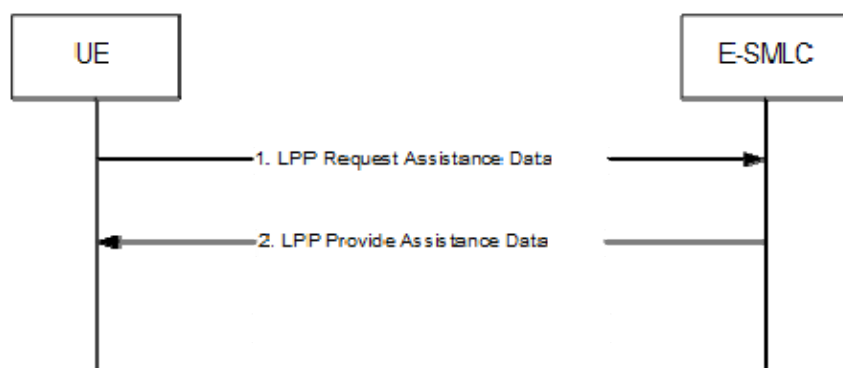 UE
E-SMLC
1. LPP Request Assistance Data
2. LPP Provide Assistance Data